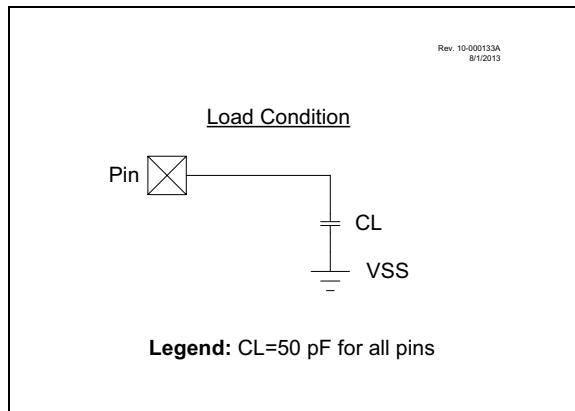 Rev. 10-000133A
8/1/2013
Load Condition
Pin
CL
VSS
Legend: CL=50 pF for all pins